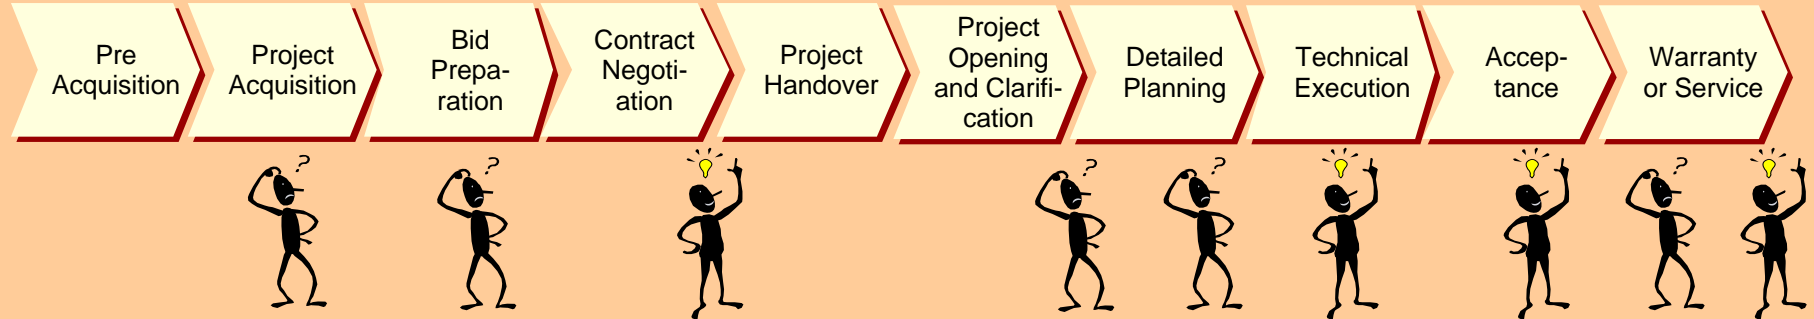 Pre
Acquisition
Project
Acquisition
Bid
Prepa-
ration
Contract
Negoti-
ation
Project
Handover
Project
Opening
and Clarifi-
cation
Detailed
Planning
Technical
Execution
Accep-
tance
Warranty
or Service
?
?
?
?
?